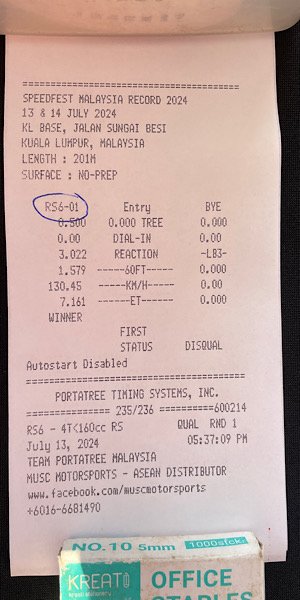 ================================
SPEEDFEST MALAYSIA RECORD 2024
13 & 14 JULY 2024
KL BASE, JALAN SUNGAI BESI
KUALA LUMPUR, MALAYSIA
LENGTH : 201M
SURFACE : NO-PREP
RS6-01 Entry BYE
0.500 0.000 TREE 0.000
0.00 DIAL-IN 0.00
3.022 REACTION -LB3-
1.579 ------60FT------ 0.000
130.45 ------KM/H------ 0.00
7.161 -------ET------- 0.000
WINNER
FIRST
STATUS DISQUAL
Autostart Disabled
================================
PORTATREE TIMING SYSTEMS, INC.
============== 235/236 =========600214
RS6 - 4T<160cc RS QUAL RND 1
July 13, 2024 05:37:09 PM
TEAM PORTATREE MALAYSIA
MUSC MOTORSPORTS - ASEAN DISTRIBUTOR
www.facebook.com/muscmotorsports
+6016-6681490
NO.10 5mm 1000stckr.
KREATi
OFFICE
STAPLES